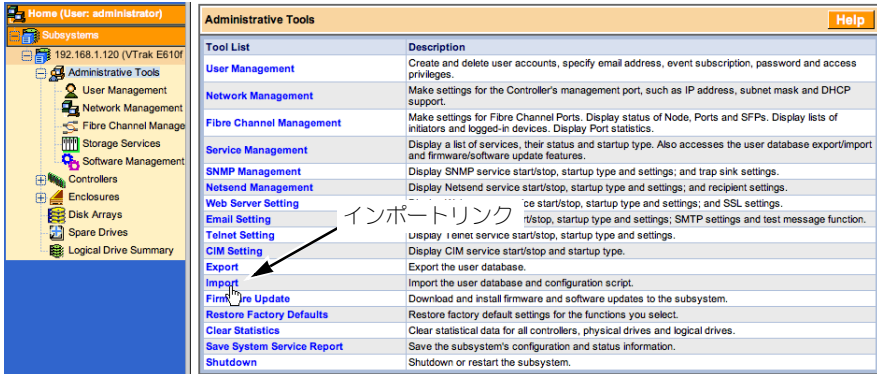 Home (User: administrator)
Subsystems
192.168.1.120 (VTrak E610f
Administrative Tools
User Management
Network Management
Fibre Channel Manage
Storage Services
Software Management
Controllers
Enclosures
Disk Arrays
Spare Drives
Logical Drive Summary
Administrative Tools
Help
Tool List Description
User Management Create and delete user accounts, specify email address, event subscription, password and access
privileges.
Network Management Make settings for the Controller's management port, such as IP address, subnet mask and DHCP
support.
Fibre Channel Management Make settings for Fibre Channel Ports. Display status of Node, Ports and SFPs. Display lists of
initiators and logged-in devices. Display Port statistics.
Service Management Display a list of services, their status and startup type. Also accesses the user database export/import
and firmware/software update features.
SNMP Management Display SNMP service start/stop, startup type and settings; and trap sink settings.
Netsend Management Display Netsend service start/stop, startup type and settings; and recipient settings.
Web Server Setting ce start/stop, startup type and settings; and SSL settings.
インポートリンク
Email Setting rt/stop, startup type and settings; SMTP settings and test message function.
Telnet Setting Display Telnet service start/stop, startup type and settings.
CIM Setting Display CIM service start/stop and startup type.
Export Export the user database.
Import Import the user database and configuration script.
Firmware Update Download and install firmware and software updates to the subsystem.
Restore Factory Defaults Restore factory default settings for the functions you select.
Clear Statistics Clear statistical data for all controllers, physical drives and logical drives.
Save System Service Report Save the subsystem's configuration and status information.
Shutdown Shutdown or restart the subsystem.